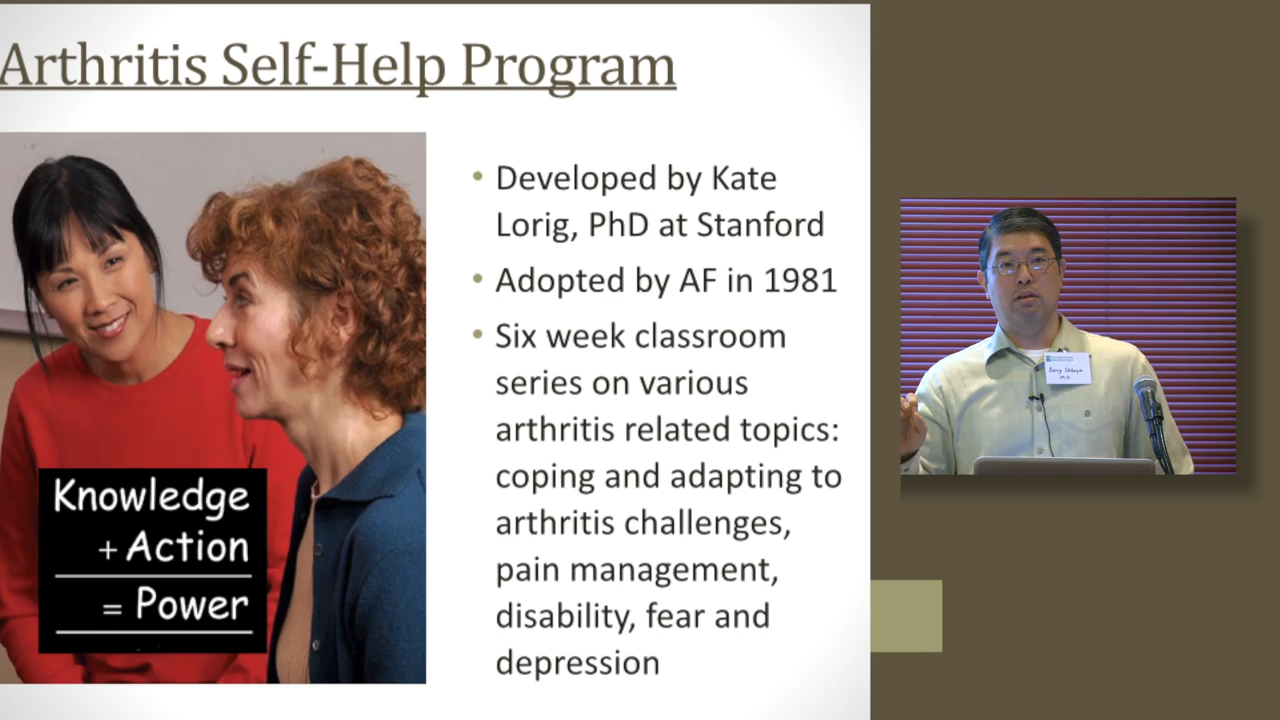 Arthritis Self-Help Program
Developed by Kate
Lorig, PhD at Stanford
Adopted by AF in 1981
Six week classroom
series on various
arthritis related topics:
coping and adapting to
arthritis challenges,
pain management,
disability, fear and
depression
Knowledge
+ Action
= Power
M.D.